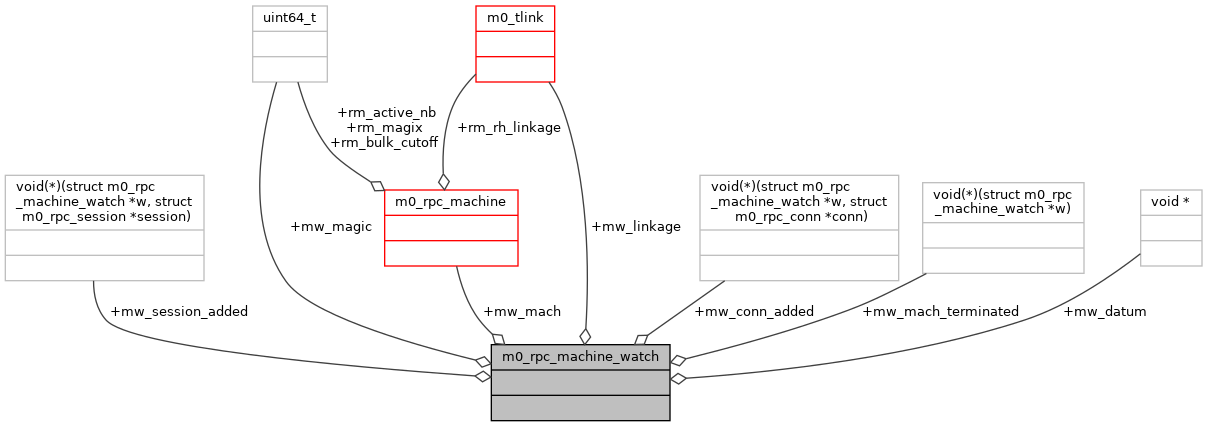 uint64_t
m0_tlink
+rm_active_nb
+rm_magix
+rm_bulk_cutoff
+rm_rh_linkage
void(*)(struct m0_rpc
_machine_watch *w, struct
m0_rpc_session *session)
m0_rpc_machine
void(*)(struct m0_rpc
_machine_watch *w, struct
m0_rpc_conn *conn)
void(*)(struct m0_rpc
_machine_watch *w)
void *
+mw_magic
+mw_linkage
+mw_session_added
+mw_mach
+mw_conn_added
+mw_mach_terminated
+mw_datum
m0_rpc_machine_watch